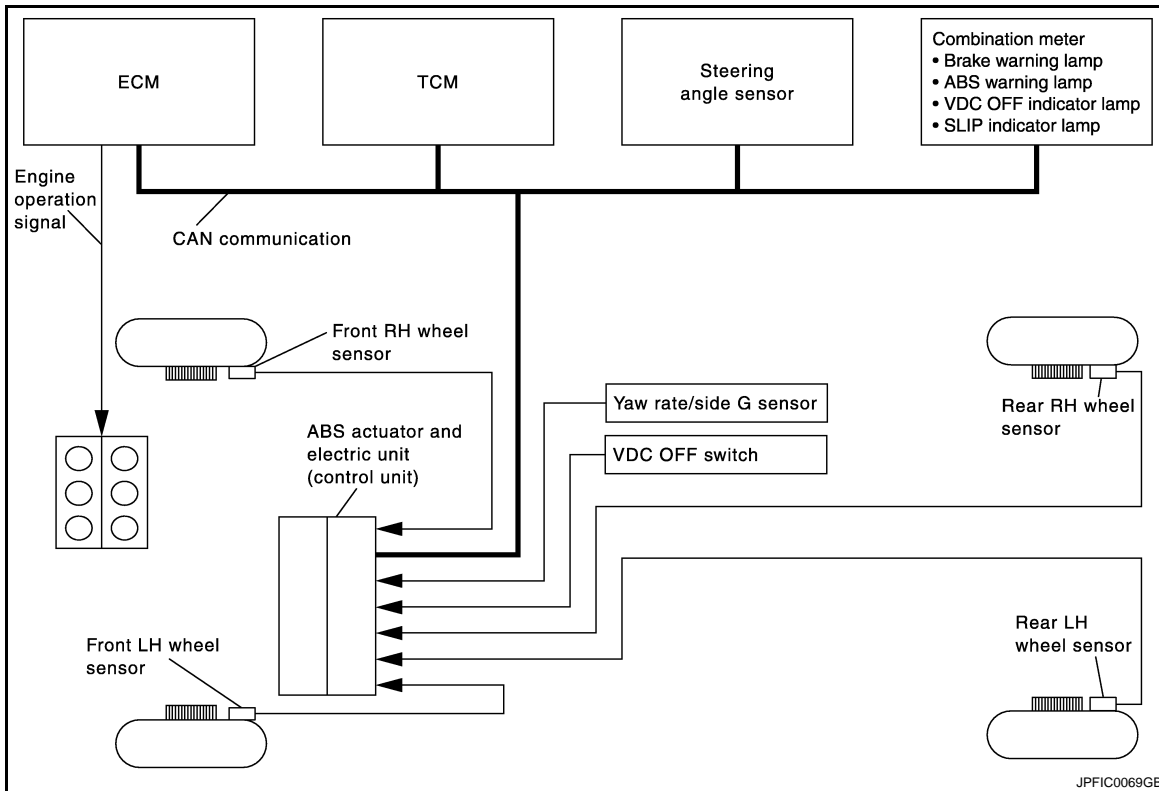 ECM
TCM
Steering
angle sensor
Combination meter
• Brake warning lamp
• ABS warning lamp
• VDC OFF indicator lamp
• SLIP indicator lamp
Engine
operation
signal
CAN communication
Front RH wheel
sensor
Yaw rate/side G sensor
VDC OFF switch
Rear RH wheel
sensor
ABS actuator and
electric unit
(control unit)
Front LH wheel
sensor
Rear LH
wheel sensor
JPFIC0069GB